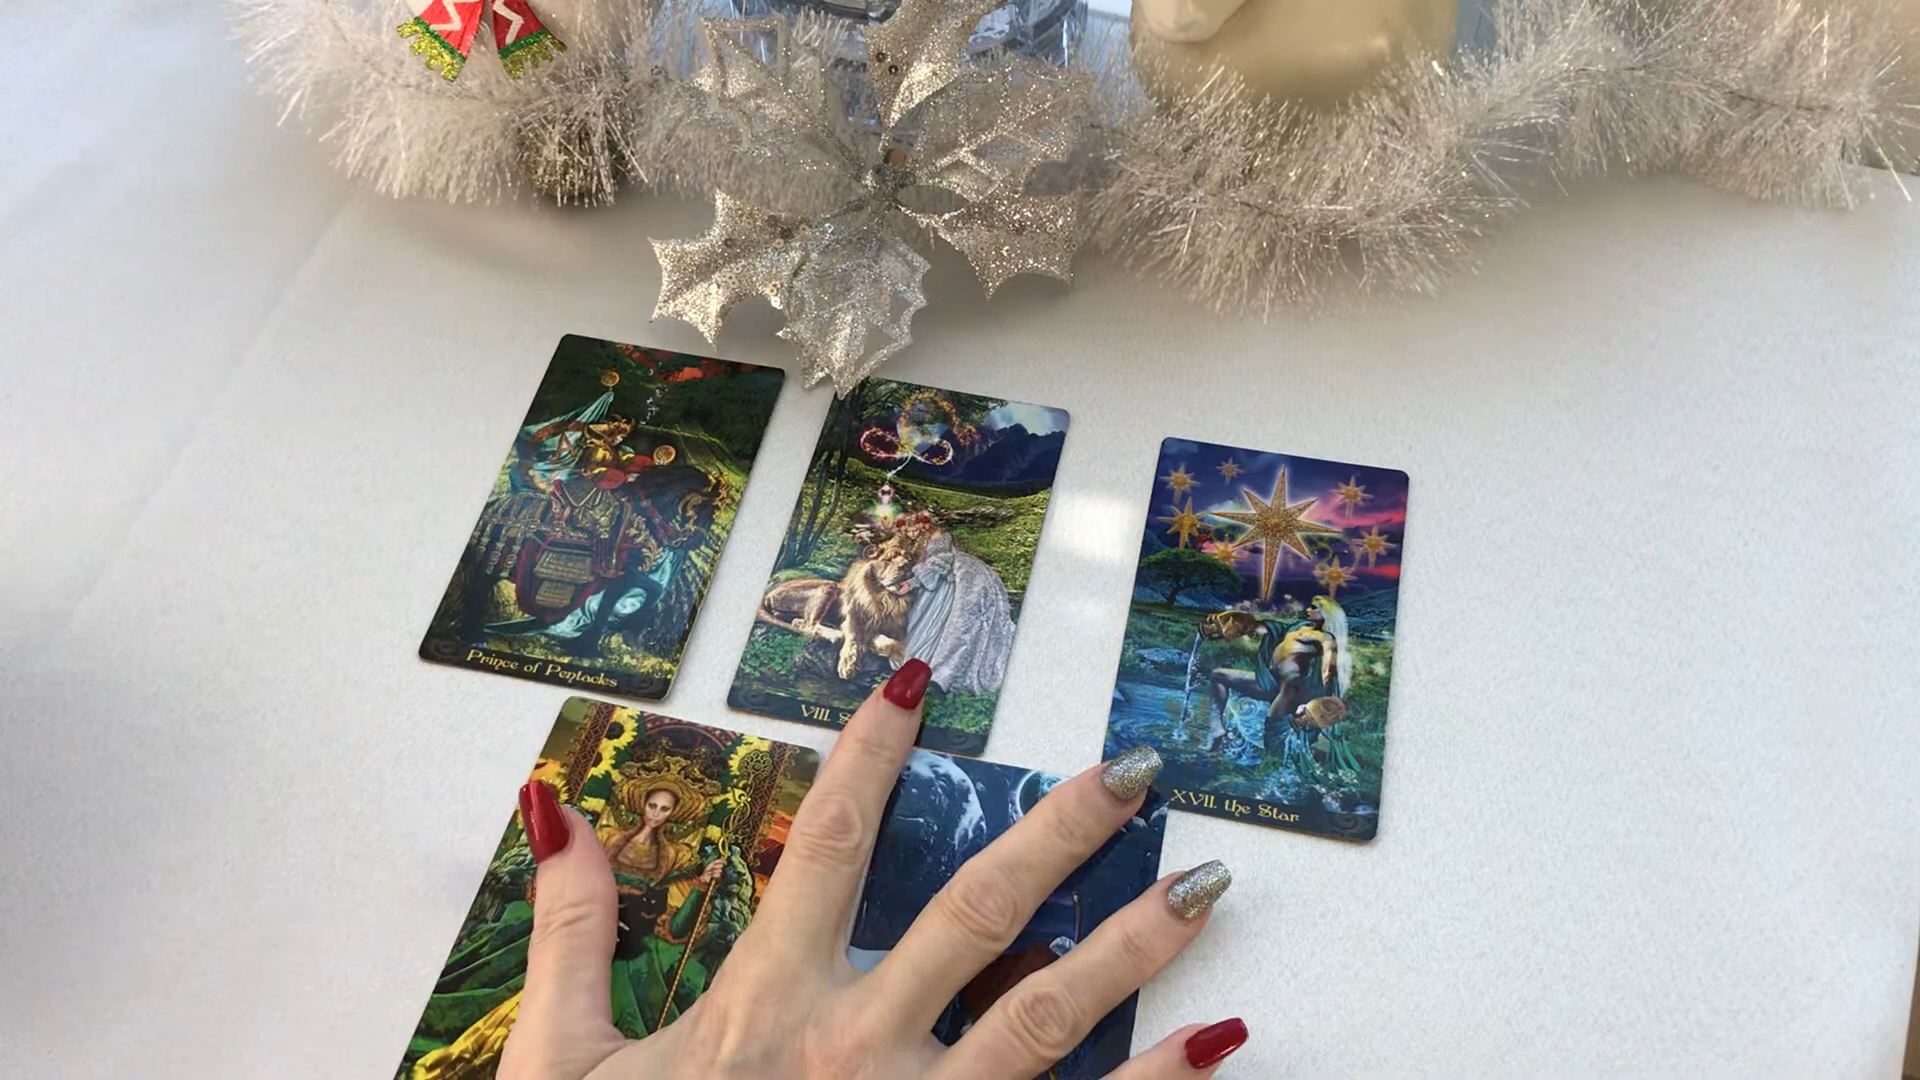 Prince of Pentacles
VIII.
XVII. the Star